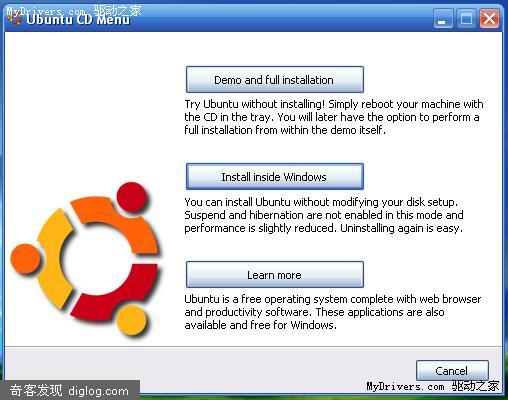 MyDrivers.com 驱动之家
Ubuntu CD Menu
Demo and full installation
Try Ubuntu without installing! Simply reboot your machine with
the CD in the tray. You will later have the option to perform a
full installation from within the demo itself.
Install inside Windows
You can install Ubuntu without modifying your disk setup.
Suspend and hibernation are not enabled in this mode and
performance is slightly reduced. Uninstalling again is easy.
Learn more
Ubuntu is a free operating system complete with web browser
and productivity software. These applications are also
available and free for Windows.
Cancel
MyDrivers.com 驱动之家
奇客发现 diglog.com